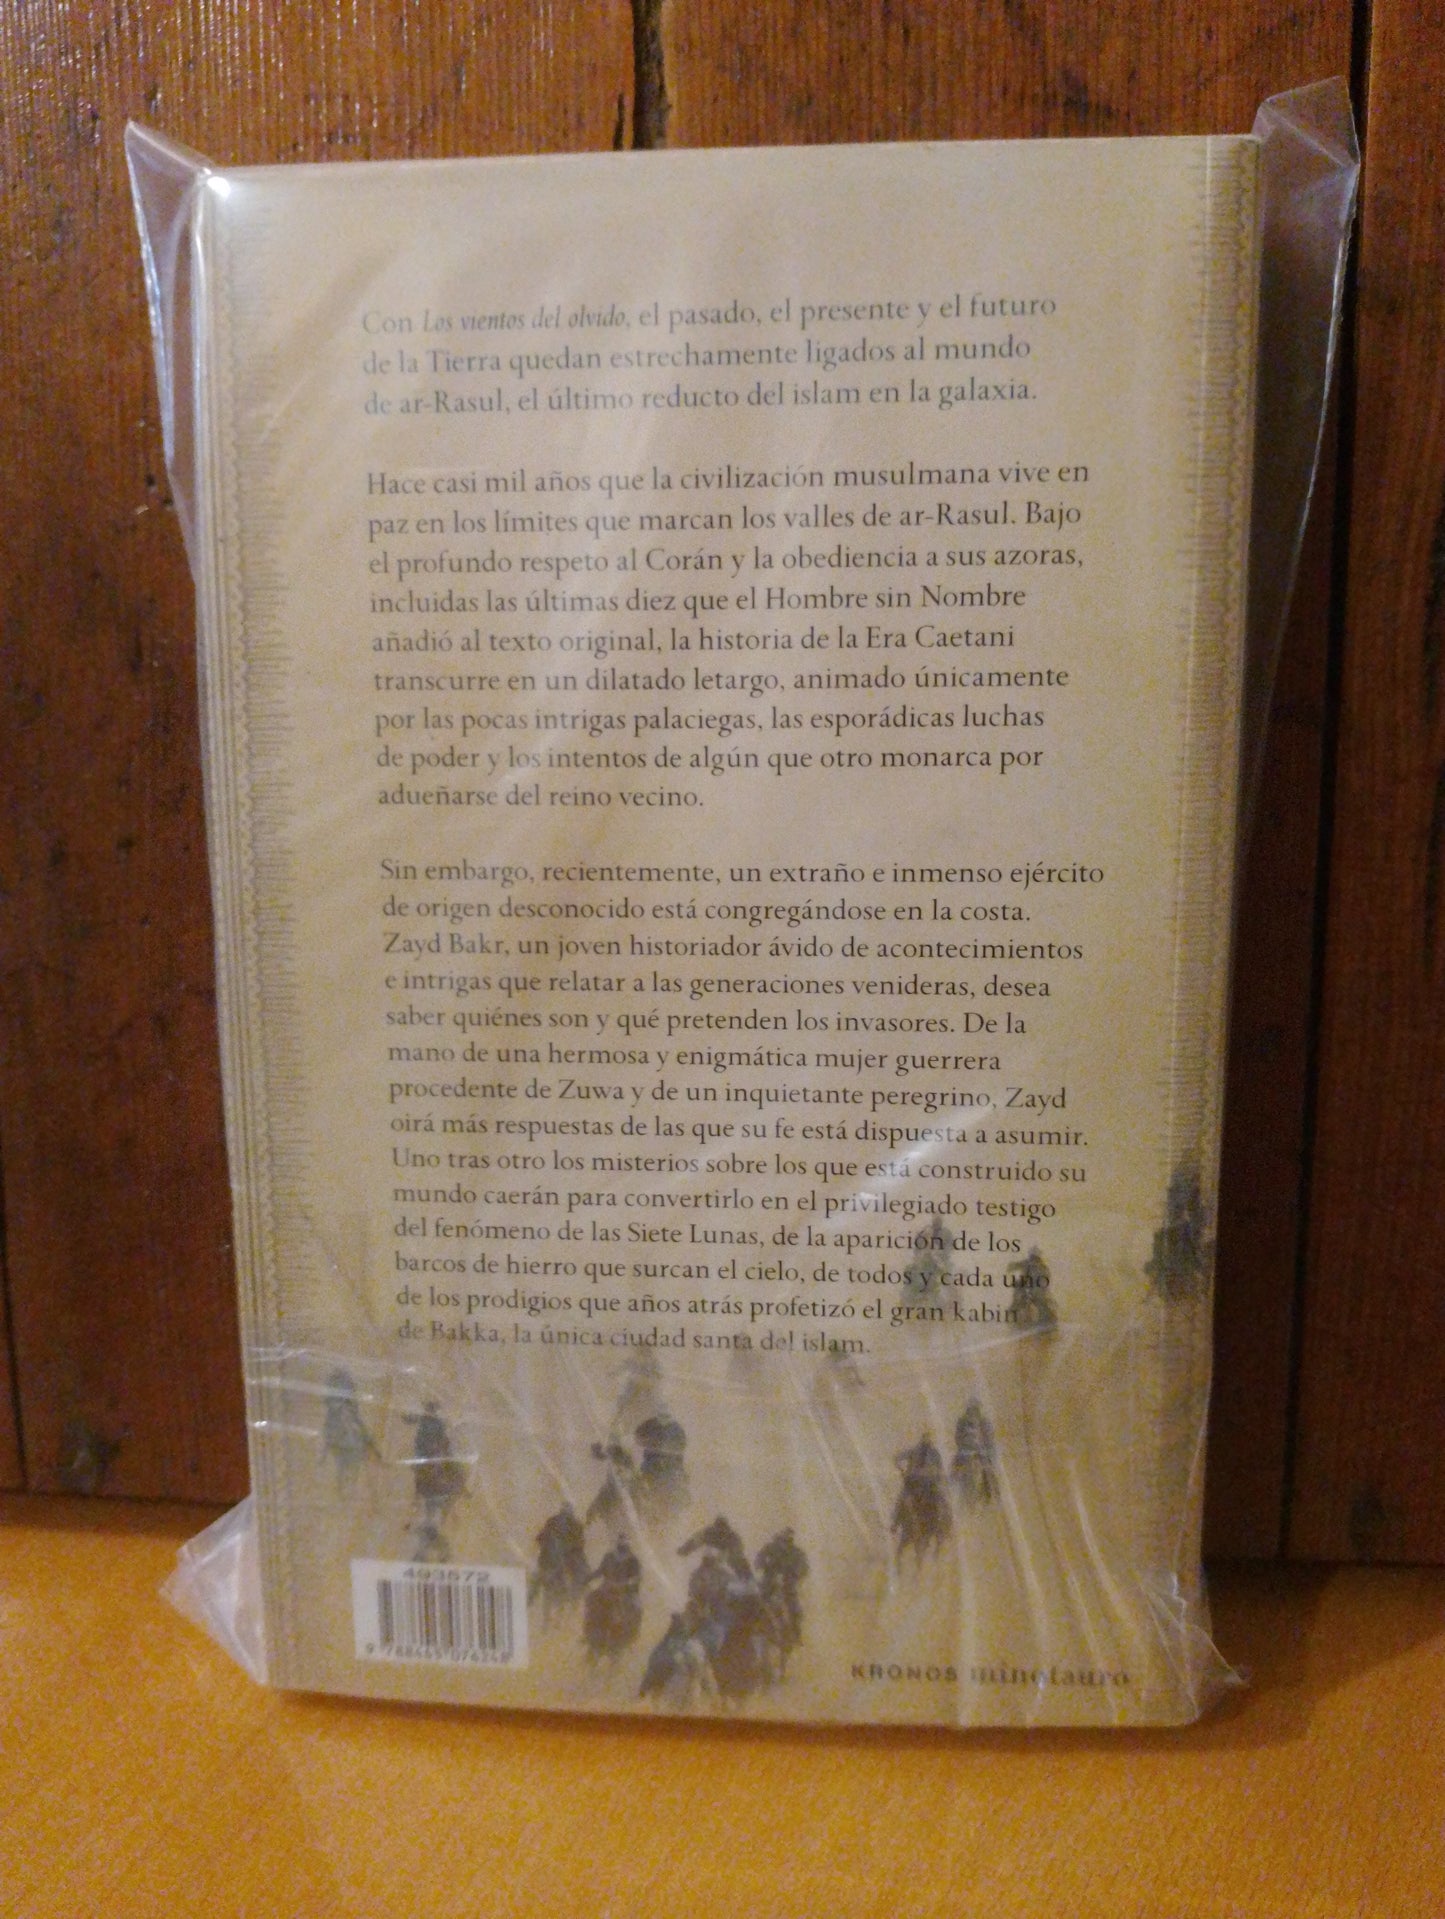 Con Los vientos del olvido, el pasado, el presente y el futuro
de la Tierra quedan estrechamente ligados al mundo
de ar-Rasul, el último reducto del islam en la galaxia.
Hace casi mil años que la civilización musulmana vive en
paz en los límites que marcan los valles de ar-Rasul. Bajo
el profundo respeto al Corán y la obediencia a sus azoras,
incluidas las últimas diez que el Hombre sin Nombre
añadió al texto original, la historia de la Era Caetani
transcurre en un dilatado letargo, animado únicamente
por las pocas intrigas palaciegas, las esporádicas luchas
de poder y los intentos de algún que otro monarca por
adueñarse del reino vecino.
Sin embargo, recientemente, un extraño e inmenso ejército
de origen desconocido está congregándose en la costa.
Zayd Bakr, un joven historiador ávido de acontecimientos
e intrigas que relatar a las generaciones venideras, desea
saber quiénes son y qué pretenden los invasores. De la
mano de una hermosa y enigmática mujer guerrera
procedente de Zuwa y de un inquietante peregrino, Zayd
oirá más respuestas de las que su fe está dispuesta a asumir.
Uno tras otro los misterios sobre los que está construido su
mundo caerán para convertirlo en el privilegiado testigo
del fenómeno de las Siete Lunas, de la aparición de los
barcos de hierro que surcan el cielo, de todos y cada uno
de los prodigios que años atrás profetizó el gran kabin
de Bakka, la única ciudad santa del islam.
KRONOS minotauro